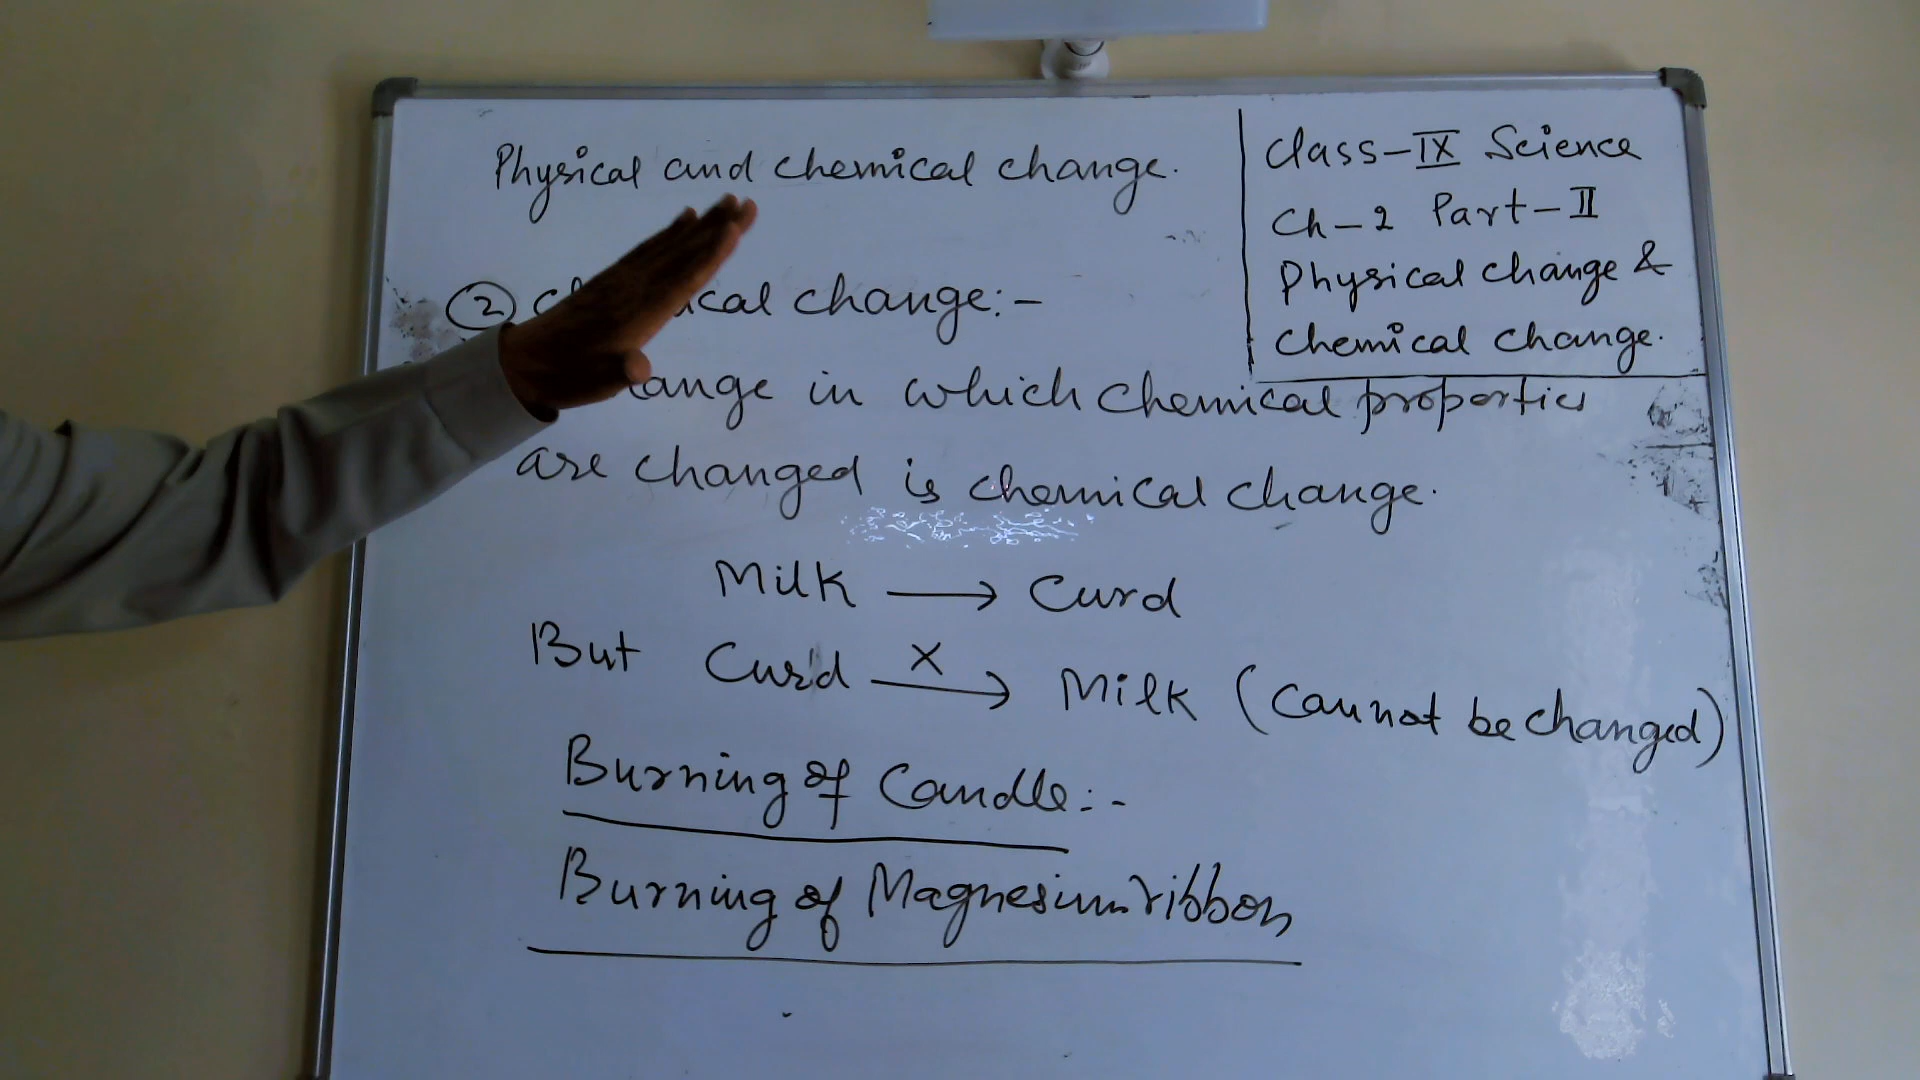 Physical and chemical change.
Class-IX Science
Ch-2 Part-II
Physical change &
Chemical change.
② change:-
in which chemical properties
are changed is chemical change.
Milk → Curd
But Curd X→ Milk (Cannot be changed)
Burning of Candle:-
Burning of Magnesium ribbon